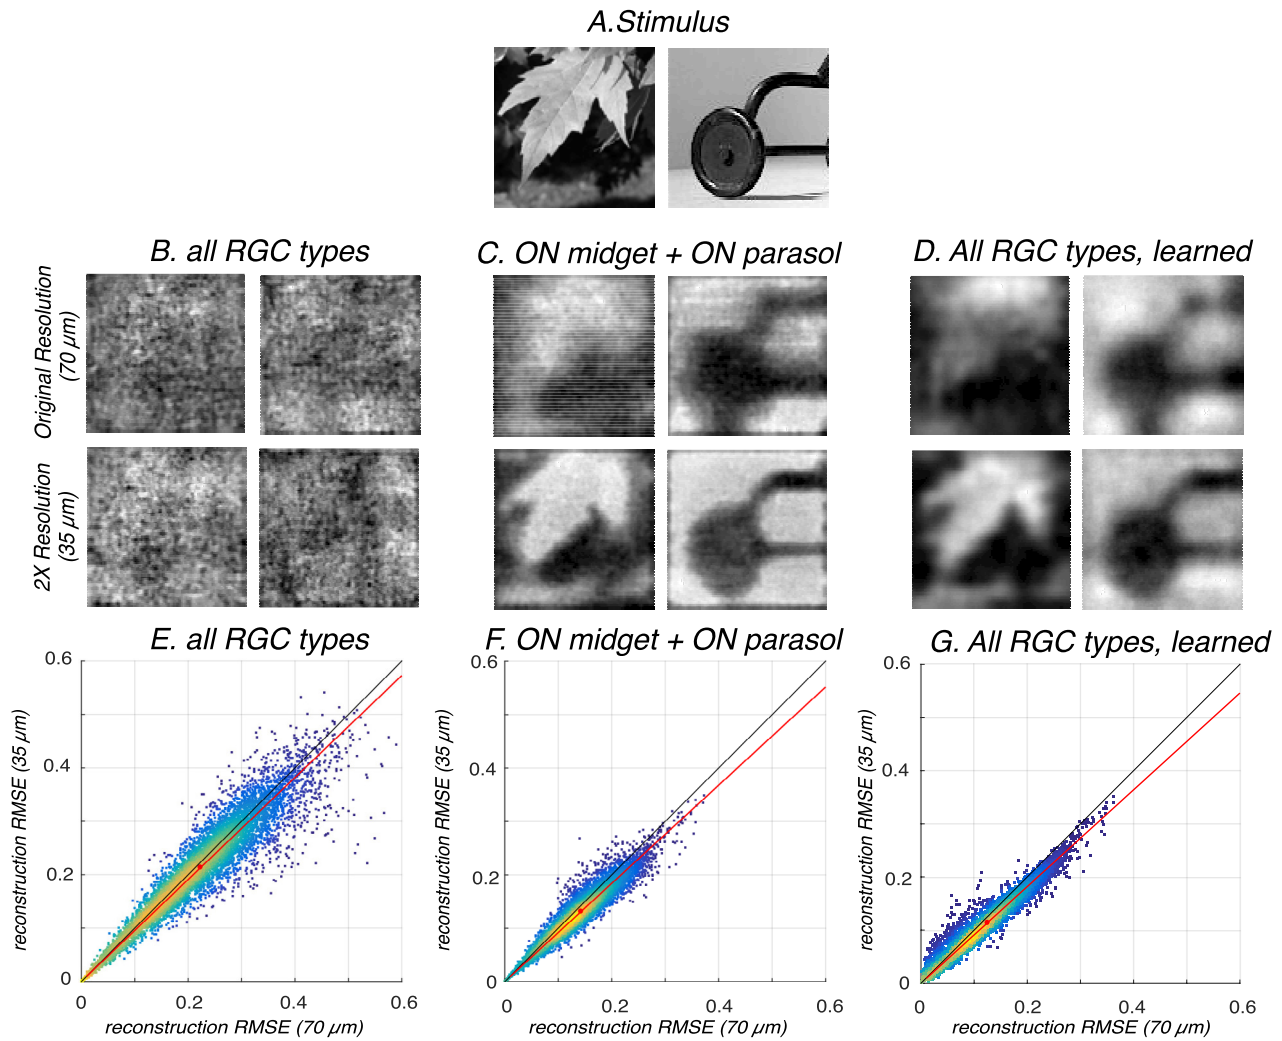 A.Stimulus
B. all RGC types
C. ON midget + ON parasol
D. All RGC types, learned
Original Resolution
(70 µm)
2X Resolution
(35 µm)
E. all RGC types
F. ON midget + ON parasol
G. All RGC types, learned
reconstruction RMSE (35 µm)
0.6
0.4
0.2
0
0
0.2
0.4
0.6
reconstruction RMSE (70 µm)
reconstruction RMSE (35 µm)
0.6
0.4
0.2
0
0
0.2
0.4
0.6
reconstruction RMSE (70 µm)
reconstruction RMSE (35 µm)
0.6
0.4
0.2
0
0
0.2
0.4
0.6
reconstruction RMSE (70 µm)